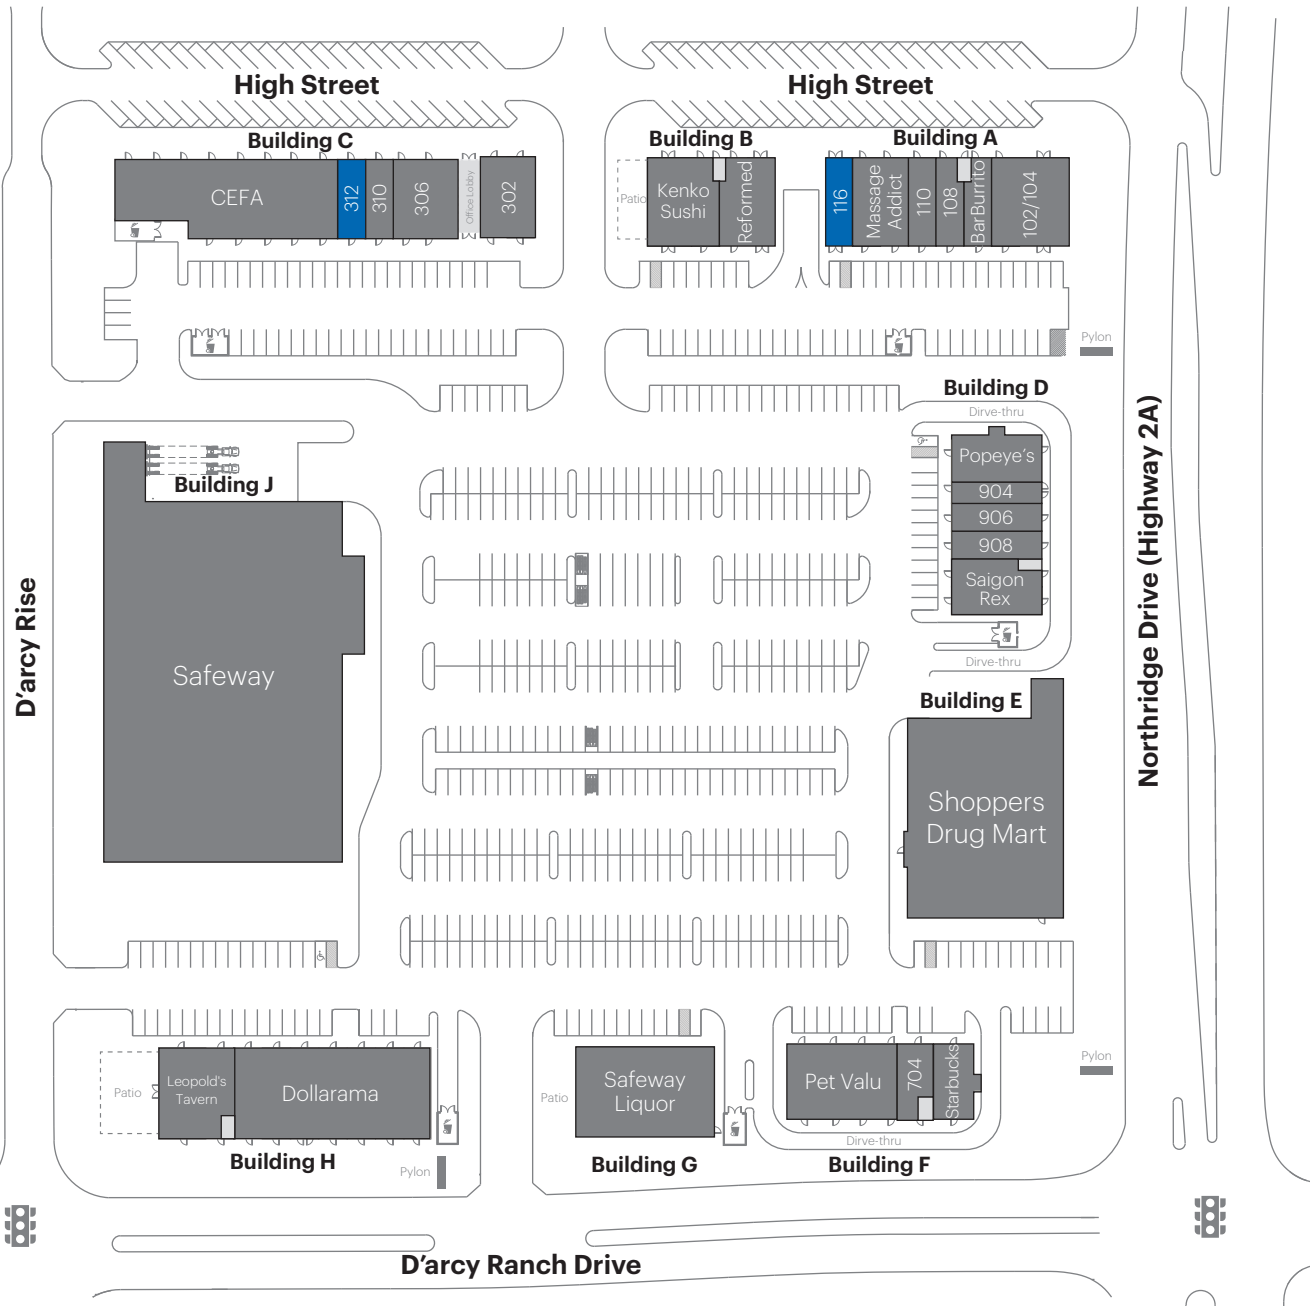 High Street
High Street
Building C
Building B
Building A
CEFA
312
310
306
Office Lobby
302
Patio
Kenko
Sushi
Reformed
116
Massage
Addict
110
108
BarBurrito
102/104
Pylon
Building D
Dirve-thru
Popeye's
904
906
908
Saigon
Rex
Dirve-thru
Building J
Safeway
D'arcy Rise
Northridge Drive (Highway 2A)
Building E
Shoppers
Drug Mart
Patio
Leopold's
Tavern
Dollarama
Building H
Pylon
Patio
Safeway
Liquor
Building G
Pet Valu
704
Starbucks
Dirve-thru
Building F
Pylon
D'arcy Ranch Drive